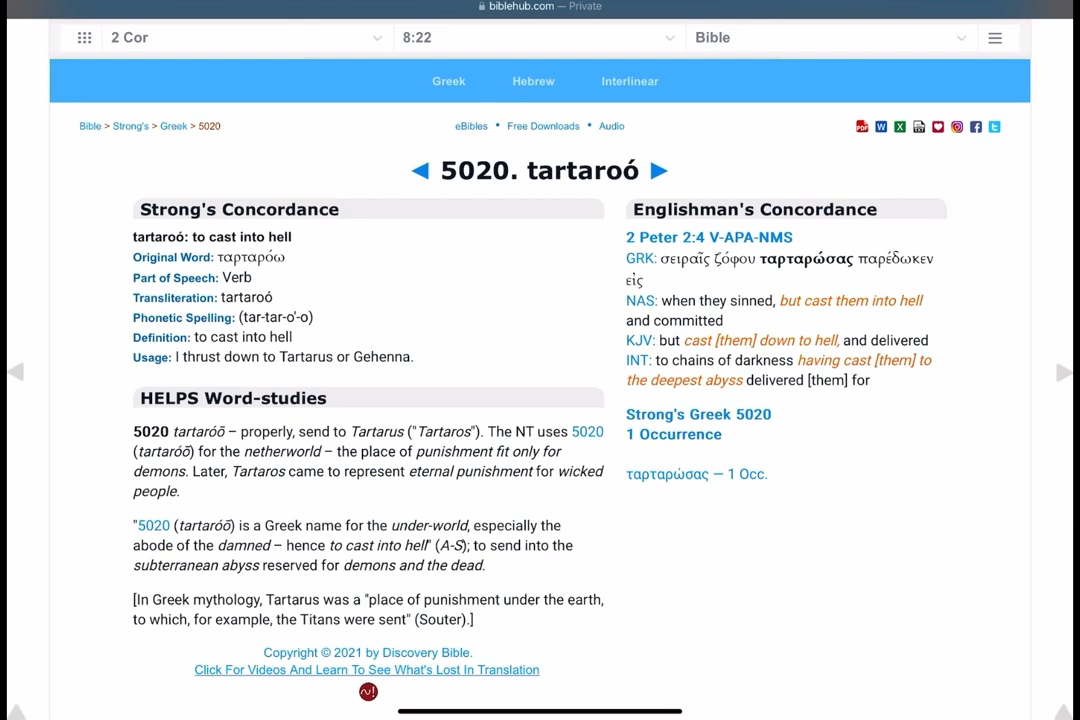 biblehub.com — Private
2 Cor 8:22 Bible
Greek Hebrew Interlinear
Bible > Strong's > Greek > 5020
eBibles • Free Downloads • Audio
◄ 5020. tartaroó ►
Strong's Concordance
tartaroó: to cast into hell
Original Word: ταρταρόω
Part of Speech: Verb
Transliteration: tartaroó
Phonetic Spelling: (tar-tar-o'-o)
Definition: to cast into hell
Usage: I thrust down to Tartarus or Gehenna.
HELPS Word-studies
5020 tartaróō – properly, send to Tartarus ("Tartaros"). The NT uses 5020
(tartaróō) for the netherworld – the place of punishment fit only for
demons. Later, Tartaros came to represent eternal punishment for wicked
people.
"5020 (tartaróō) is a Greek name for the under-world, especially the
abode of the damned – hence to cast into hell" (A-S); to send into the
subterranean abyss reserved for demons and the dead.
[In Greek mythology, Tartarus was a "place of punishment under the earth,
to which, for example, the Titans were sent" (Souter).]
Copyright © 2021 by Discovery Bible.
Click For Videos And Learn To See What's Lost In Translation
Englishman's Concordance
2 Peter 2:4 V-APA-NMS
GRK: σειραῖς ζόφου ταρταρώσας παρέδωκεν
εἰς
NAS: when they sinned, but cast them into hell
and committed
KJV: but cast [them] down to hell, and delivered
INT: to chains of darkness having cast [them] to
the deepest abyss delivered [them] for
Strong's Greek 5020
1 Occurrence
ταρταρώσας — 1 Occ.